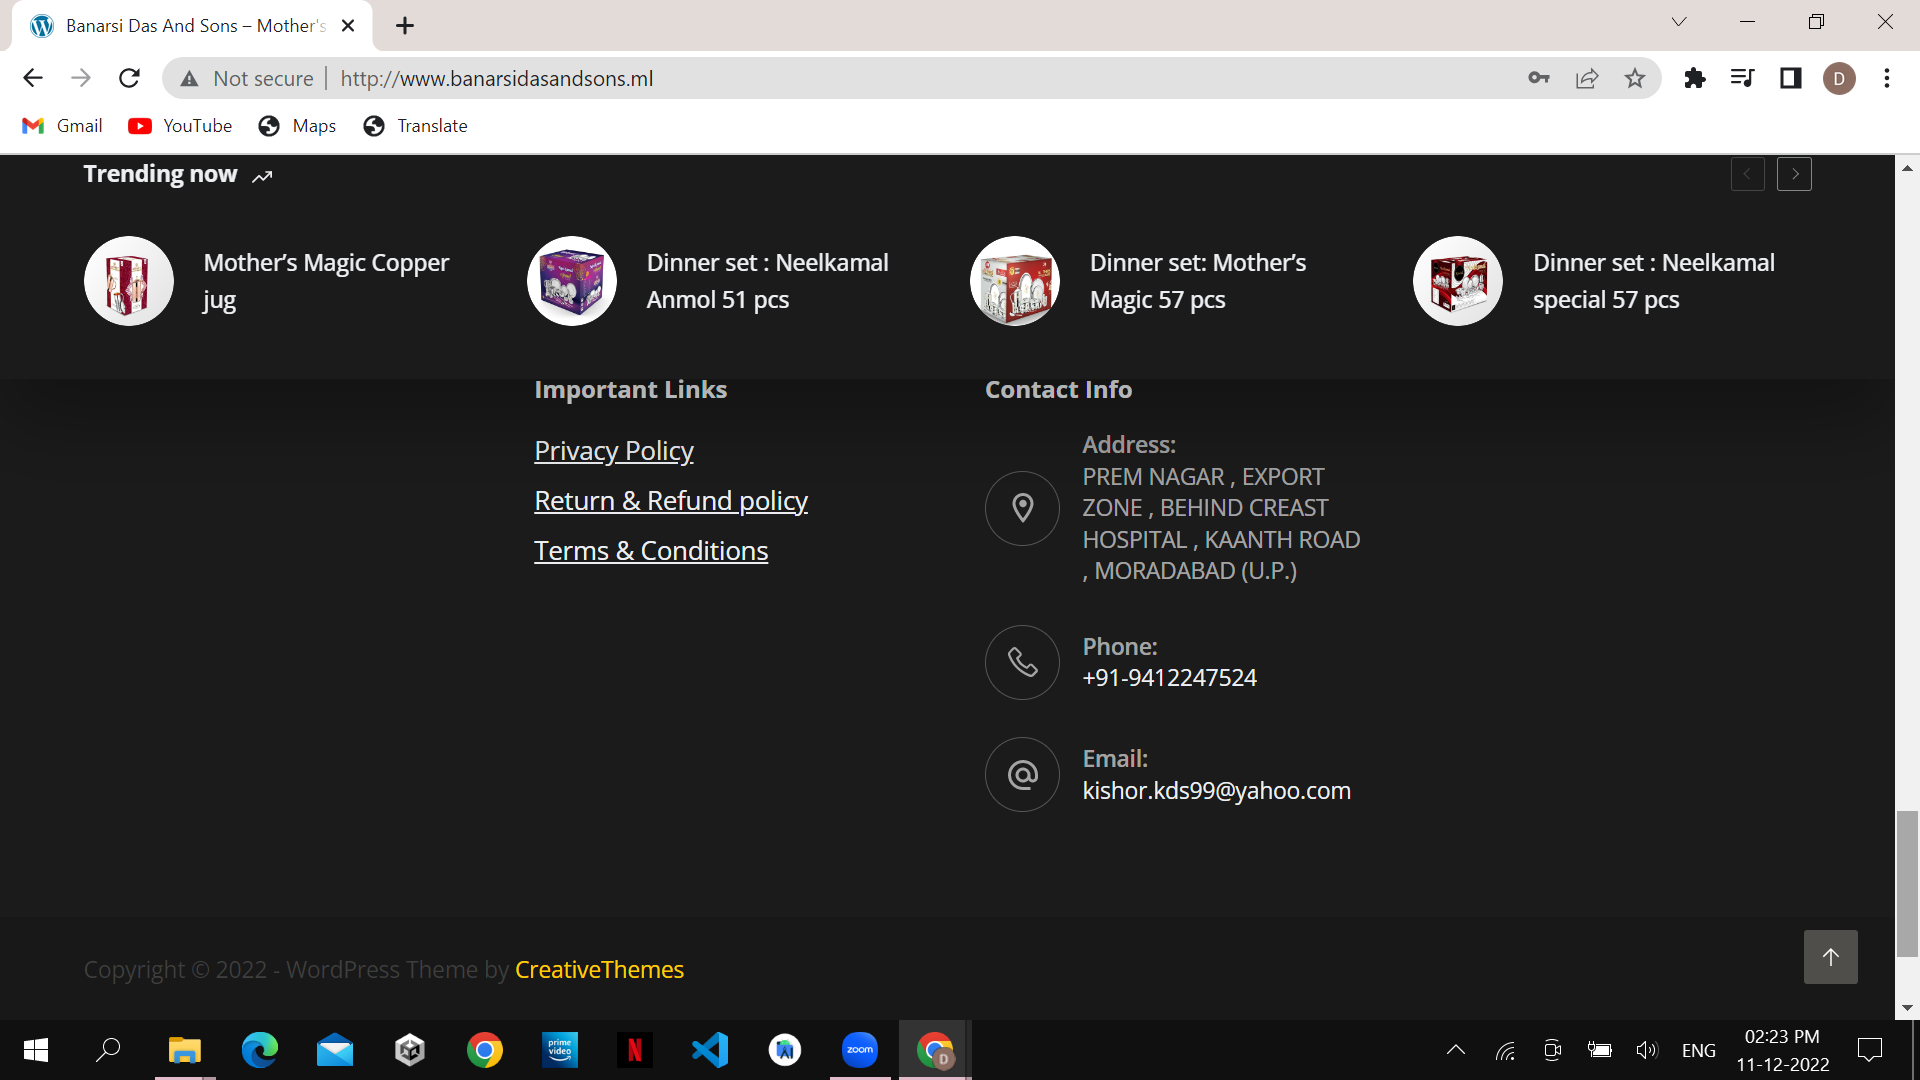 Banarsi Das And Sons – Mother's
Not secure http://www.banarsidasandsons.ml
D
Gmail YouTube Maps Translate
Trending now
Mother’s Magic Copper
jug
Dinner set : Neelkamal
Anmol 51 pcs
Dinner set: Mother’s
Magic 57 pcs
Dinner set : Neelkamal
special 57 pcs
Important Links
Privacy Policy
Return & Refund policy
Terms & Conditions
Contact Info
Address:
PREM NAGAR , EXPORT
ZONE , BEHIND CREAST
HOSPITAL , KAANTH ROAD
, MORADABAD (U.P.)
Phone:
+91-9412247524
Email:
kishor.kds99@yahoo.com
Copyright © 2022 - WordPress Theme by CreativeThemes
prime
video
N
zoom
D
ENG
02:23 PM
11-12-2022